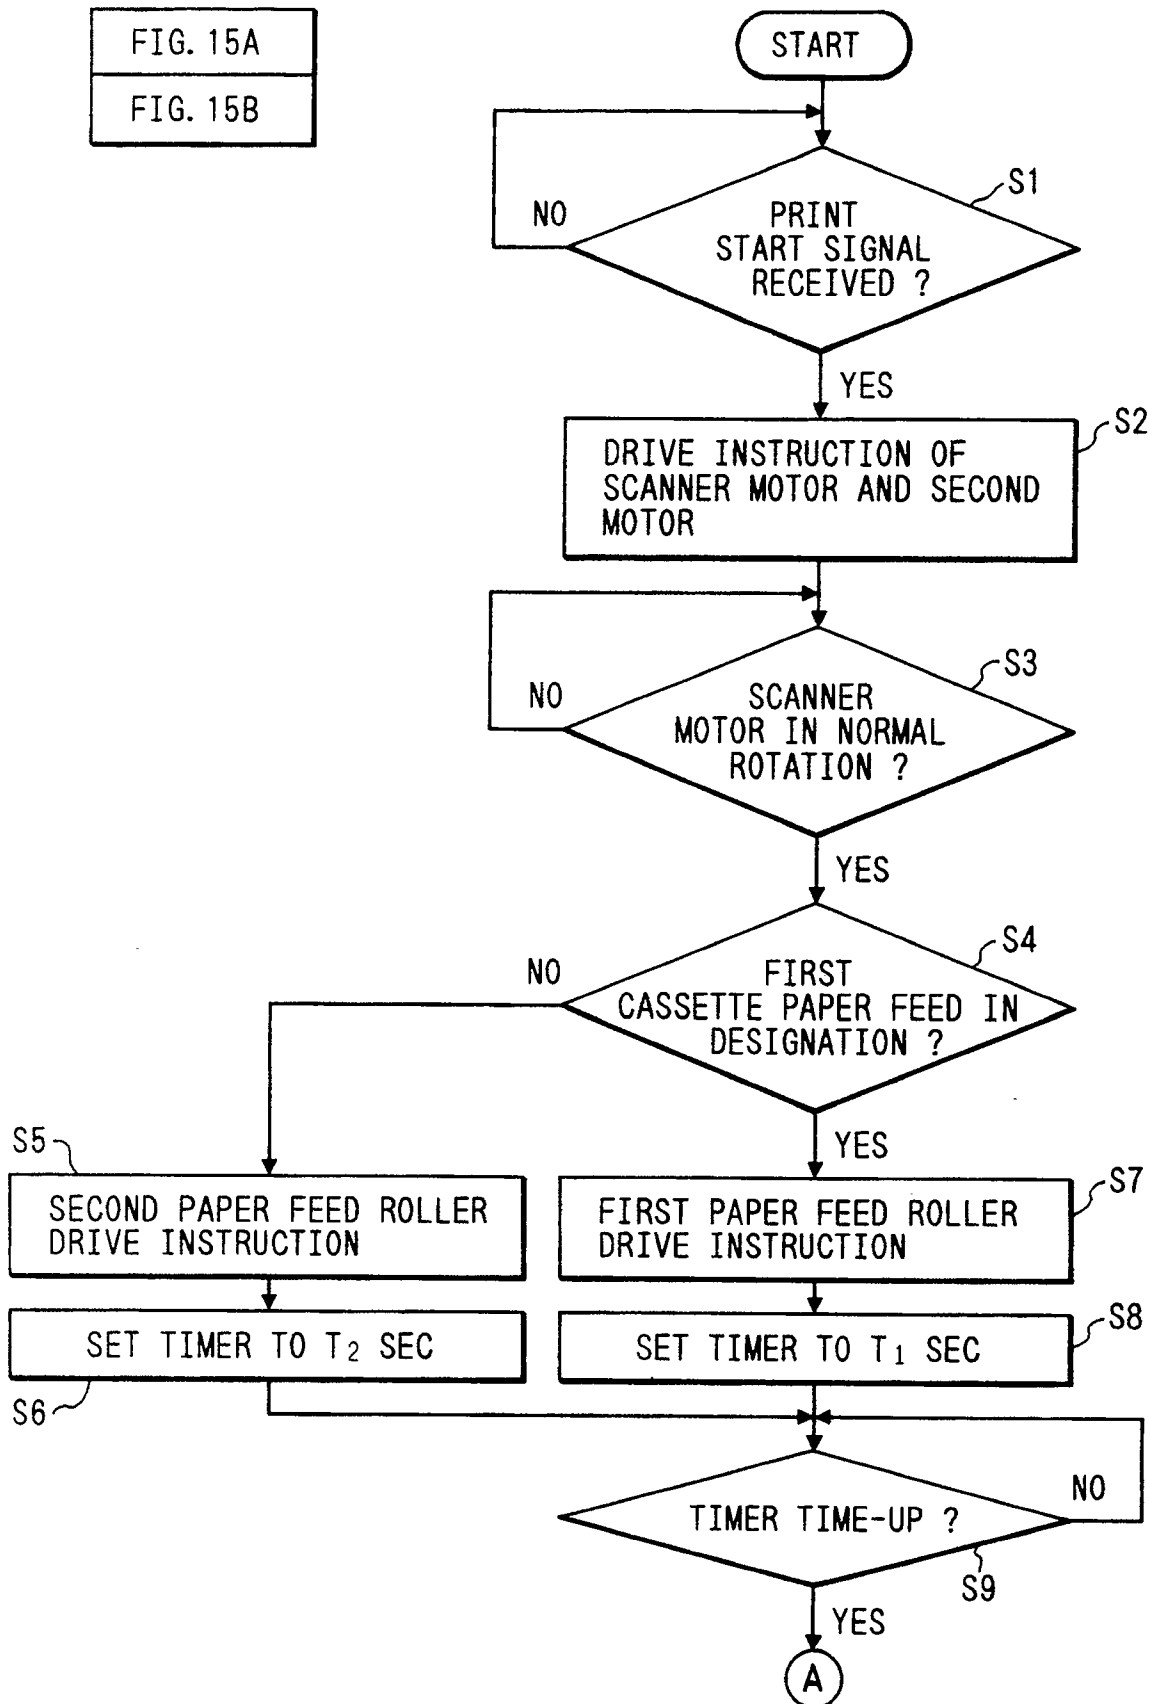 FIG. 15A
FIG. 15B
START
S1
NO
PRINT
START SIGNAL
RECEIVED ?
YES
S2
DRIVE INSTRUCTION OF
SCANNER MOTOR AND SECOND
MOTOR
S3
NO
SCANNER
MOTOR IN NORMAL
ROTATION ?
YES
S4
NO
FIRST
CASSETTE PAPER FEED IN
DESIGNATION ?
YES
S5
SECOND PAPER FEED ROLLER
DRIVE INSTRUCTION
S7
FIRST PAPER FEED ROLLER
DRIVE INSTRUCTION
SET TIMER TO T2 SEC
S6
S8
SET TIMER TO T1 SEC
NO
TIMER TIME-UP ?
S9
YES
A